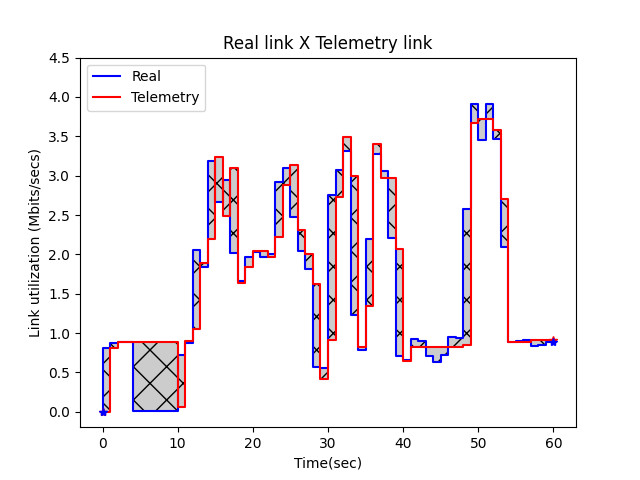 Real link X Telemetry link
Real
Telemetry
Link utilization (Mbits/secs)
4.5
4.0
3.5
3.0
2.5
2.0
1.5
1.0
0.5
0.0
0 10 20 30 40 50 60
Time(sec)